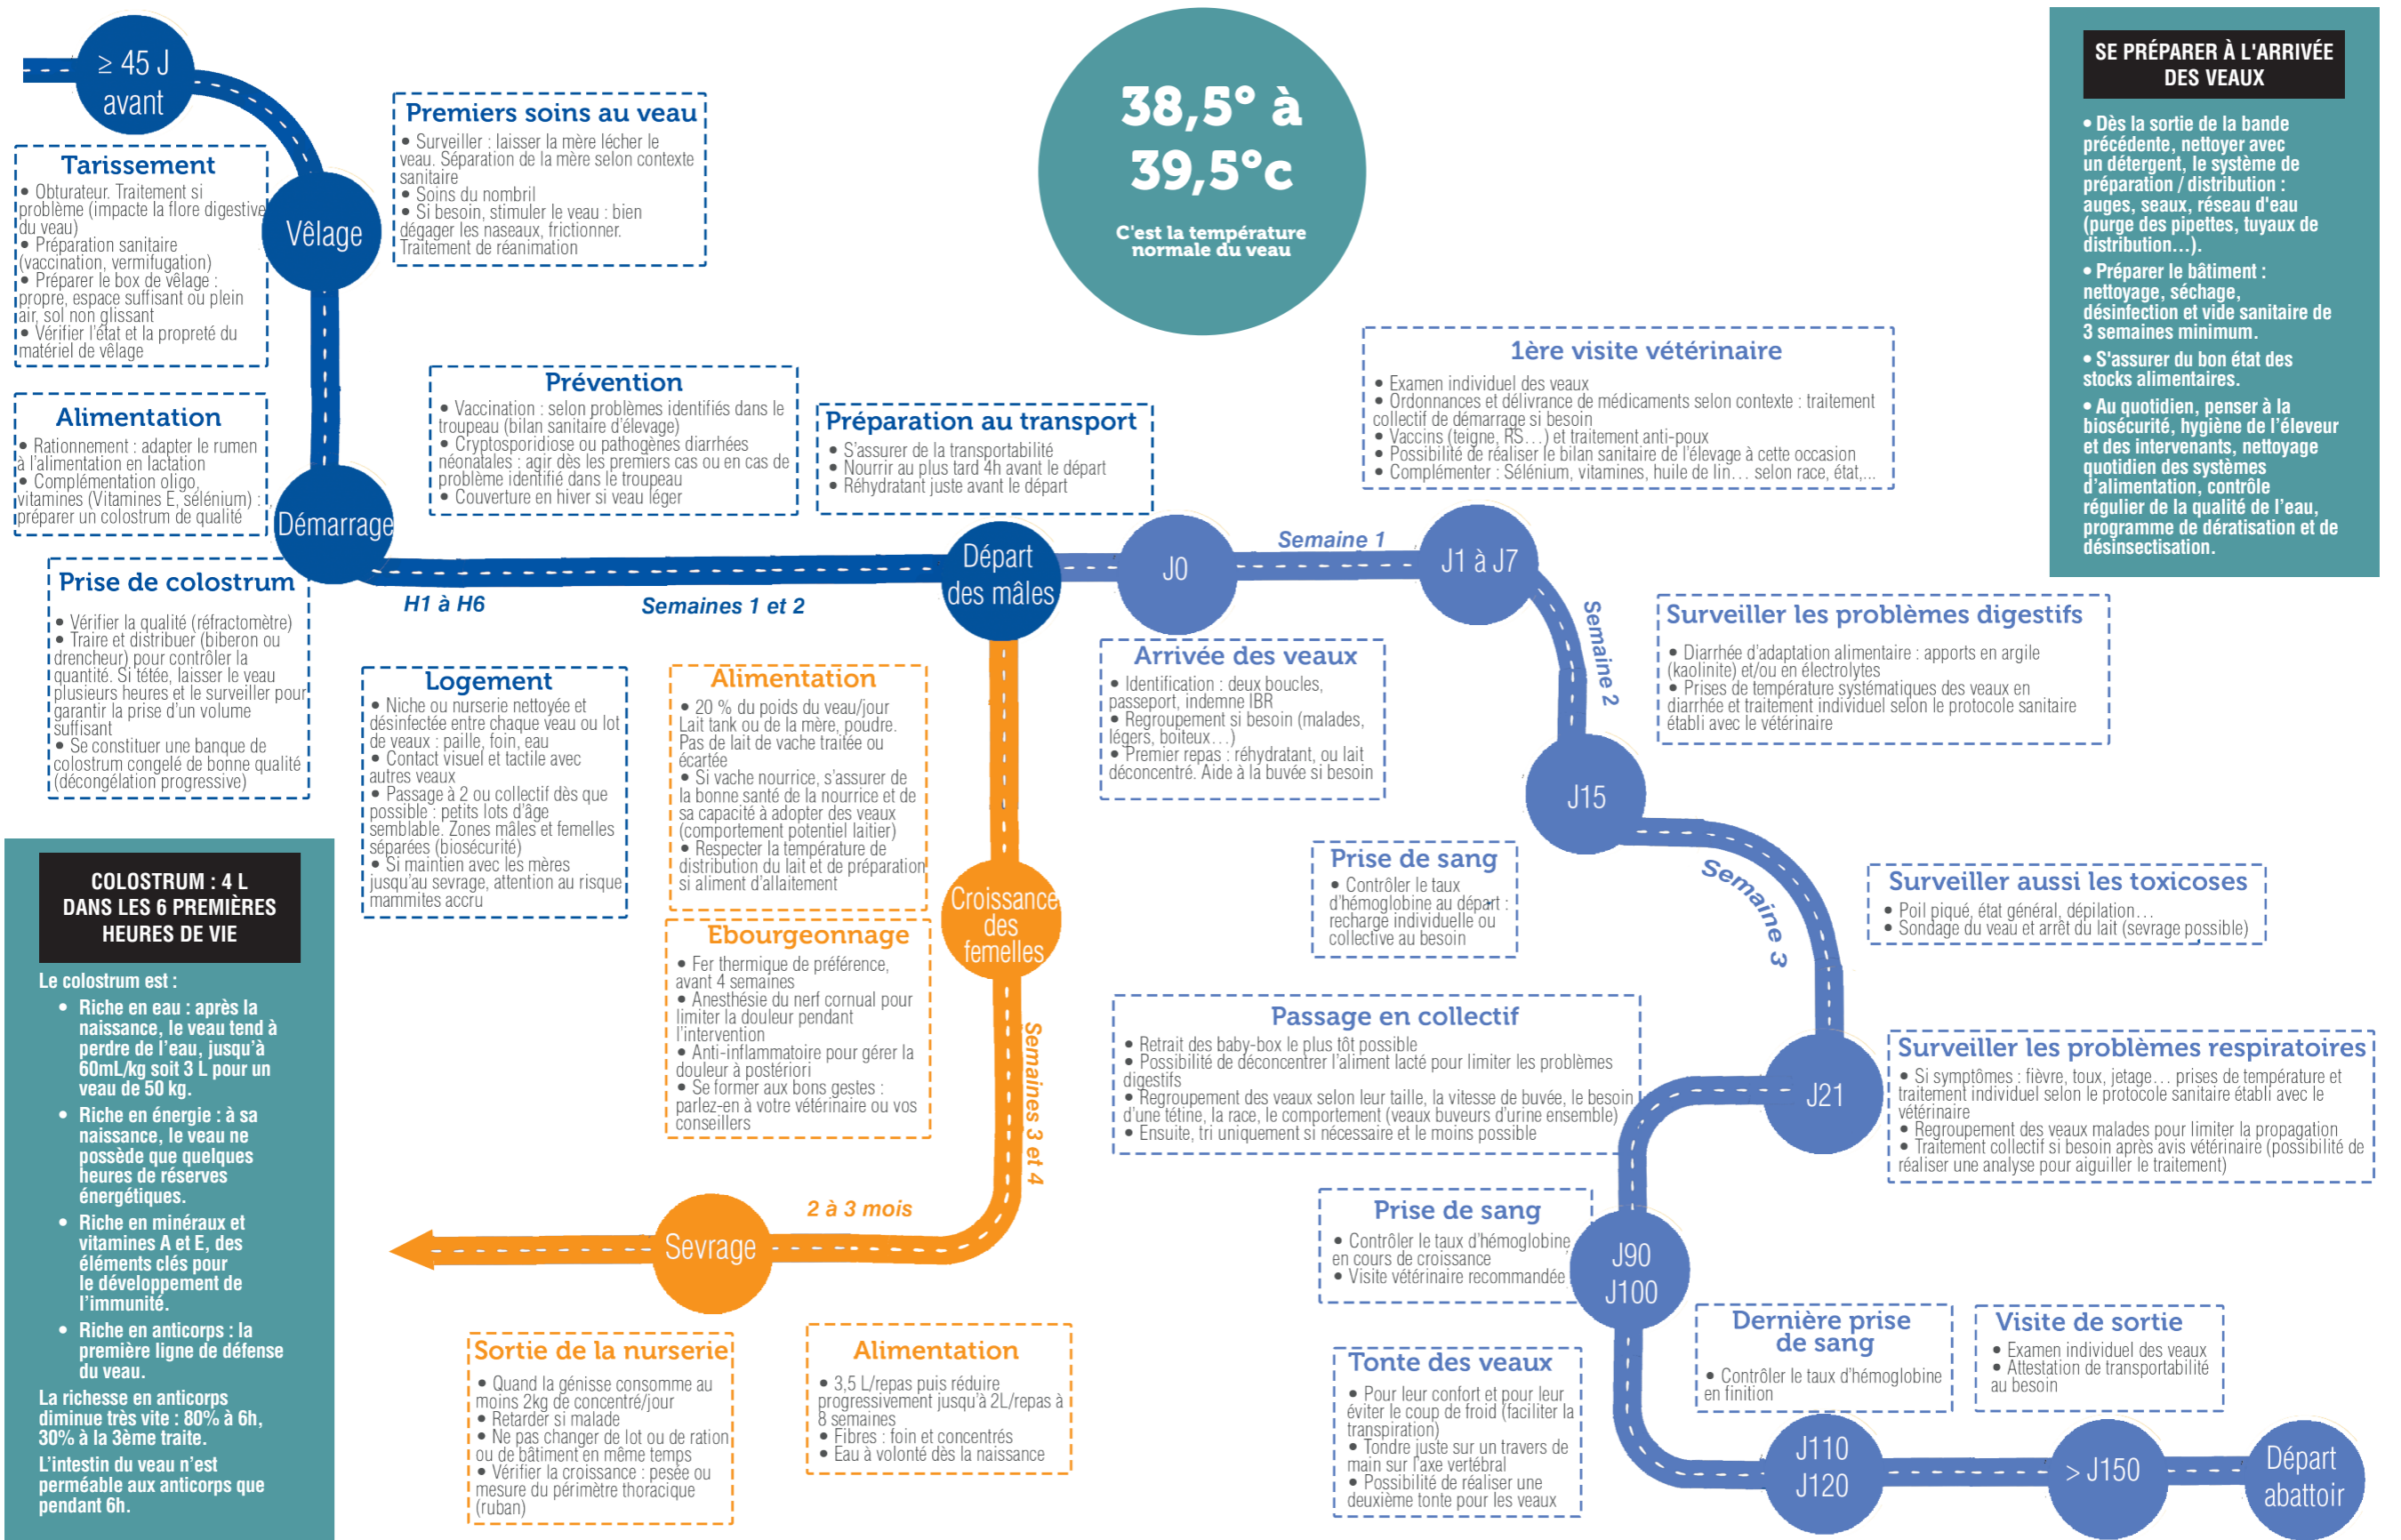 ≥ 45 J
avant
Tarissement
• Obturateur. Traitement si
problème (impacte la flore digestive
du veau)
• Préparation sanitaire
(vaccination, vermifugation)
• Préparer le box de vêlage :
propre, espace suffisant ou plein
air, sol non glissant
• Vérifier l'état et la propreté du
matériel de vêlage
Alimentation
• Rationnement : adapter le rumen
à l'alimentation en lactation
• Complémentation oligo,
vitamines (Vitamines E, sélénium) :
préparer un colostrum de qualité
Vêlage
Premiers soins au veau
• Surveiller : laisser la mère lécher le
veau. Séparation de la mère selon contexte
sanitaire
• Soins du nombril
• Si besoin, stimuler le veau : bien
dégager les naseaux, frictionner.
Traitement de réanimation
Démarrage
Prise de colostrum
• Vérifier la qualité (réfractomètre)
• Traire et distribuer (biberon ou
drencheur) pour contrôler la
quantité. Si tétée, laisser le veau
plusieurs heures et le surveiller pour
garantir la prise d'un volume
suffisant
• Se constituer une banque de
colostrum congelé de bonne qualité
(décongélation progressive)
H1 à H6
Semaines 1 et 2
Prévention
• Vaccination : selon problèmes identifiés dans le
troupeau (bilan sanitaire d'élevage)
• Cryptosporidiose ou pathogènes diarrhées
néonatales : agir dès les premiers cas ou en cas de
problème identifié dans le troupeau
• Couverture en hiver si veau léger
Préparation au transport
• S'assurer de la transportabilité
• Nourrir au plus tard 4h avant le départ
• Réhydratant juste avant le départ
Logement
• Niche ou nurserie nettoyée et
désinfectée entre chaque veau ou lot
de veaux : paille, foin, eau
• Contact visuel et tactile avec
autres veaux
• Passage à 2 ou collectif dès que
possible : petits lots d'âge
semblable. Zones mâles et femelles
séparées (biosécurité)
• Si maintien avec les mères
jusqu'au sevrage, attention au risque
mammites accru
Départ
des mâles
Alimentation
• 20 % du poids du veau/jour
Lait tank ou de la mère, poudre.
Pas de lait de vache traitée ou
écartée
• Si vache nourrice, s'assurer de
la bonne santé de la nourrice et de
sa capacité à adopter des veaux
(comportement potentiel laitier)
• Respecter la température de
distribution du lait et de préparation
si aliment d'allaitement
Ebourgeonnage
• Fer thermique de préférence,
avant 4 semaines
• Anesthésie du nerf cornual pour
limiter la douleur pendant
l'intervention
• Anti-inflammatoire pour gérer la
douleur à postériori
• Se former aux bons gestes :
parlez-en à votre vétérinaire ou vos
conseillers
Croissance
des
femelles
Semaines 3 et 4
2 à 3 mois
Sevrage
Sortie de la nurserie
• Quand la génisse consomme au
moins 2kg de concentré/jour
• Retarder si malade
• Ne pas changer de lot ou de ration
ou de bâtiment en même temps
• Vérifier la croissance : pesée ou
mesure du périmètre thoracique
(ruban)
Alimentation
• 3,5 L/repas puis réduire
progressivement jusqu'à 2L/repas à
8 semaines
• Fibres : foin et concentrés
• Eau à volonté dès la naissance
COLOSTRUM : 4 L
DANS LES 6 PREMIÈRES
HEURES DE VIE
Le colostrum est :
• Riche en eau : après la
naissance, le veau tend à
perdre de l'eau, jusqu'à
60mL/kg soit 3 L pour un
veau de 50 kg.
• Riche en énergie : à sa
naissance, le veau ne
possède que quelques
heures de réserves
énergétiques.
• Riche en minéraux et
vitamines A et E, des
éléments clés pour
le développement de
l'immunité.
• Riche en anticorps : la
première ligne de défense
du veau.
La richesse en anticorps
diminue très vite : 80% à 6h,
30% à la 3ème traite.
L'intestin du veau n'est
perméable aux anticorps que
pendant 6h.
38,5° à
39,5°c
C'est la température
normale du veau
SE PRÉPARER À L'ARRIVÉE
DES VEAUX
• Dès la sortie de la bande
précédente, nettoyer avec
un détergent, le système de
préparation / distribution :
auges, seaux, réseau d'eau
(purge des pipettes, tuyaux de
distribution...).
• Préparer le bâtiment :
nettoyage, séchage,
désinfection et vide sanitaire de
3 semaines minimum.
• S'assurer du bon état des
stocks alimentaires.
• Au quotidien, penser à la
biosécurité, hygiène de l'éleveur
et des intervenants, nettoyage
quotidien des systèmes
d'alimentation, contrôle
régulier de la qualité de l'eau,
programme de dératisation et de
désinsectisation.
J0
Arrivée des veaux
• Identification : deux boucles,
passeport, indemne IBR
• Regroupement si besoin (malades,
légers, boiteux...)
• Premier repas : réhydratant, ou lait
déconcentré. Aide à la buvée si besoin
Semaine 1
J1 à J7
1ère visite vétérinaire
• Examen individuel des veaux
• Ordonnances et délivrance de médicaments selon contexte : traitement
collectif de démarrage si besoin
• Vaccins (teigne, RS...) et traitement anti-poux
• Possibilité de réaliser le bilan sanitaire de l'élevage à cette occasion
• Complémenter : Sélénium, vitamines, huile de lin... selon race, état,...
Semaine 2
Surveiller les problèmes digestifs
• Diarrhée d'adaptation alimentaire : apports en argile
(kaolinite) et/ou en électrolytes
• Prises de température systématiques des veaux en
diarrhée et traitement individuel selon le protocole sanitaire
établi avec le vétérinaire
J15
Prise de sang
• Contrôler le taux
d'hémoglobine au départ :
recharge individuelle ou
collective au besoin
Semaine 3
Surveiller aussi les toxicoses
• Poil piqué, état général, dépilation...
• Sondage du veau et arrêt du lait (sevrage possible)
Passage en collectif
• Retrait des baby-box le plus tôt possible
• Possibilité de déconcentrer l'aliment lacté pour limiter les problèmes
digestifs
• Regroupement des veaux selon leur taille, la vitesse de buvée, le besoin
d'une tétine, la race, le comportement (veaux buveurs d'urine ensemble)
• Ensuite, tri uniquement si nécessaire et le moins possible
J21
Surveiller les problèmes respiratoires
• Si symptômes : fièvre, toux, jetage... prises de température et
traitement individuel selon le protocole sanitaire établi avec le
vétérinaire
• Regroupement des veaux malades pour limiter la propagation
• Traitement collectif si besoin après avis vétérinaire (possibilité de
réaliser une analyse pour aiguiller le traitement)
Prise de sang
• Contrôler le taux d'hémoglobine
en cours de croissance
• Visite vétérinaire recommandée
J90
J100
Tonte des veaux
• Pour leur confort et pour leur
éviter le coup de froid (faciliter la
transpiration)
• Tondre juste sur un travers de
main sur l'axe vertébral
• Possibilité de réaliser une
deuxième tonte pour les veaux
Dernière prise
de sang
• Contrôler le taux d'hémoglobine
en finition
J110
J120
Visite de sortie
• Examen individuel des veaux
• Attestation de transportabilité
au besoin
> J150
Départ
abattoir